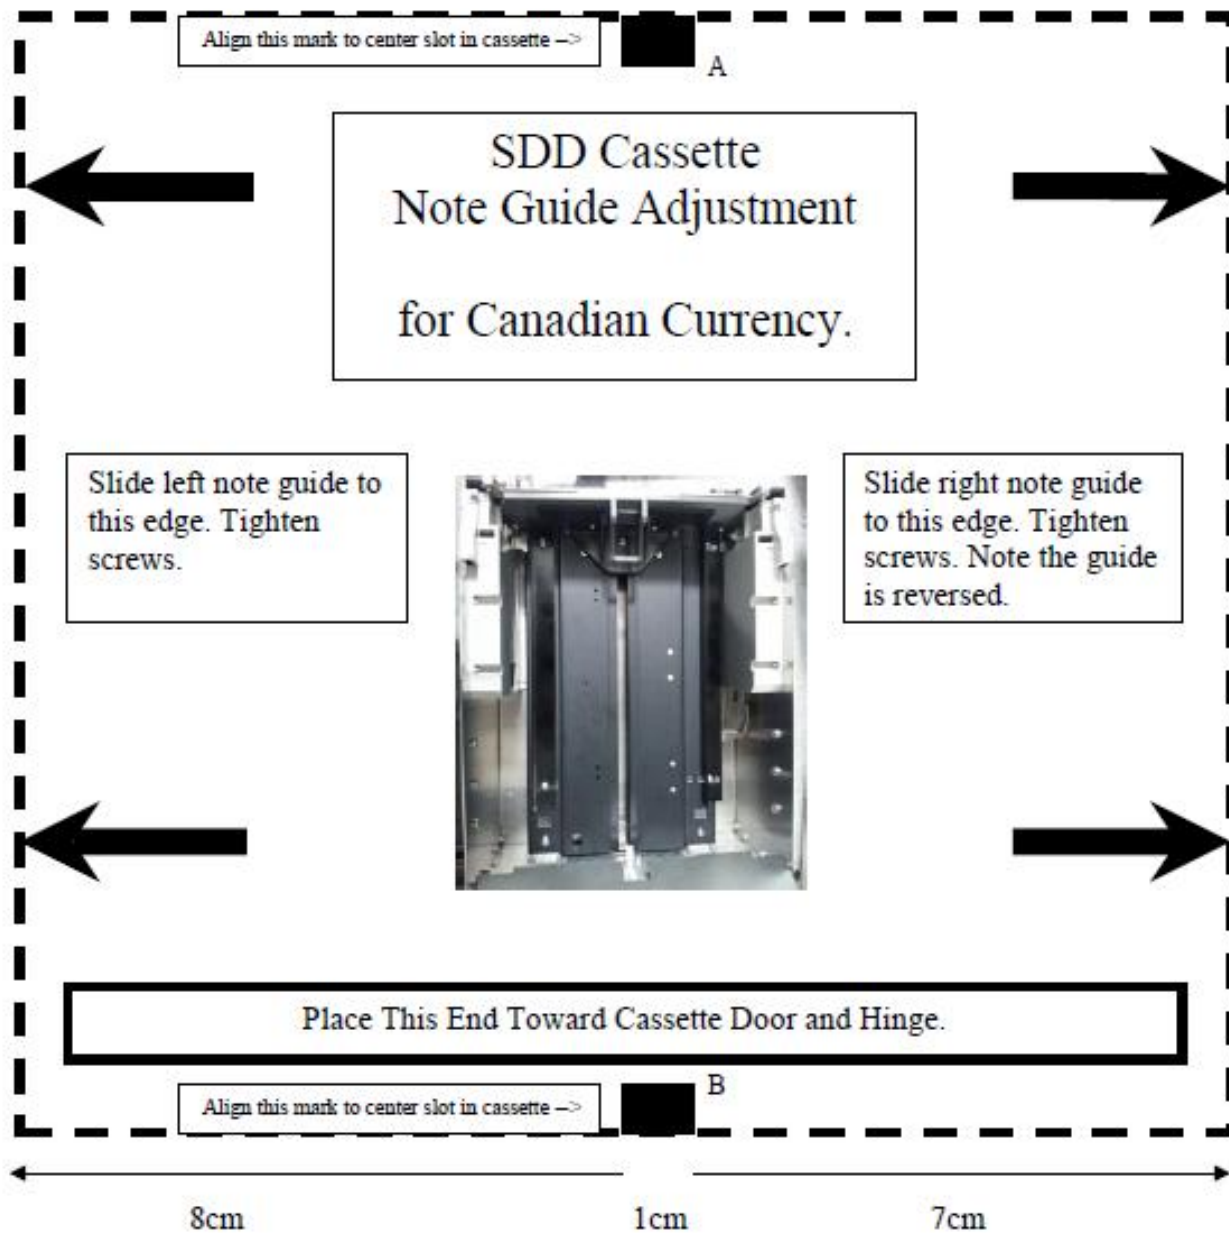 Align this mark to center slot in cassette -->
A
SDD Cassette
Note Guide Adjustment
for Canadian Currency.
Slide left note guide to
this edge. Tighten
screws.
Slide right note guide
to this edge. Tighten
screws. Note the guide
is reversed.
Place This End Toward Cassette Door and Hinge.
B
Align this mark to center slot in cassette -->
8cm
1cm
7cm